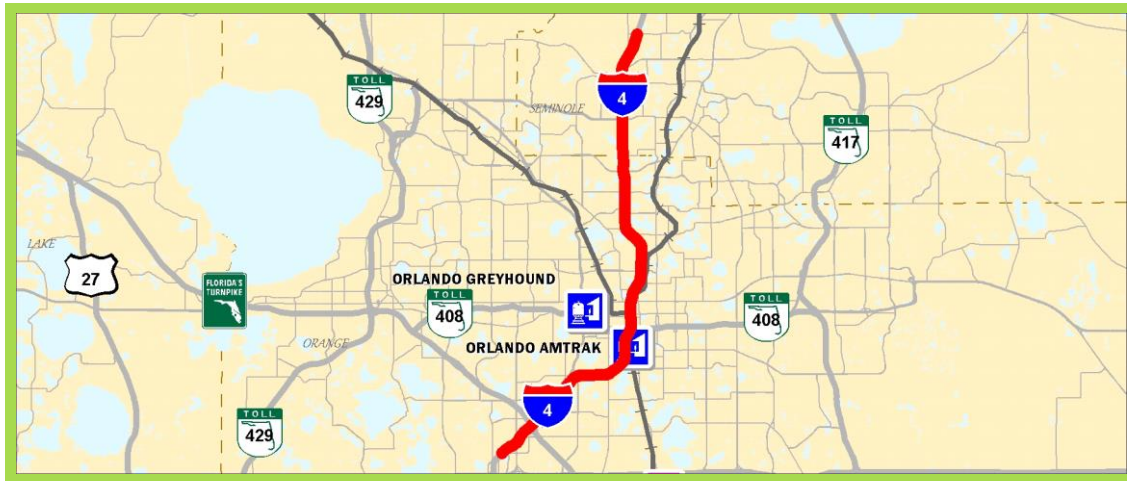 TOLL
429
4
SEMINOLE
TOLL
417
LAKE
27
FLORIDA'S
TURNPIKE
ORLANDO GREYHOUND
TOLL
408
TOLL
408
ORANGE
ORLANDO AMTRAK
4
TOLL
429